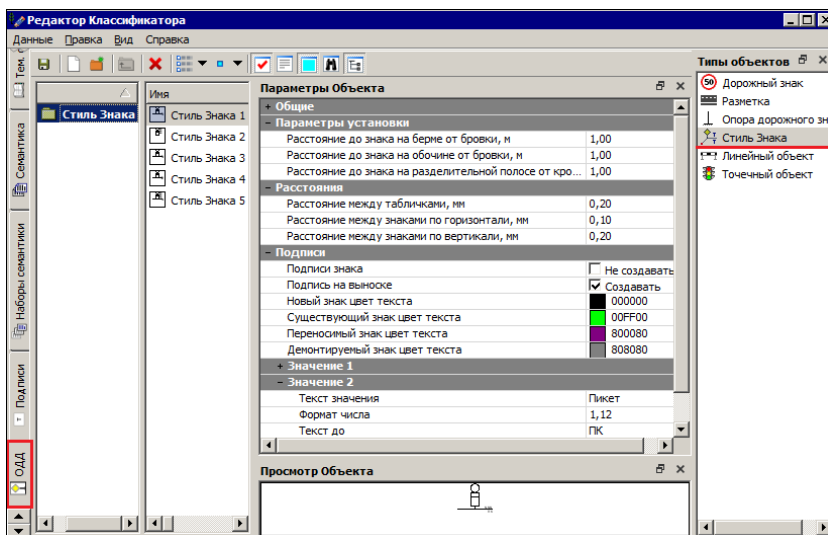 Редактор Классификатора
Данные Правка Вид Справка
Тем.
Семантика
Наборы семантики
Подписи
ОДД
Стиль Знака
Имя
Стиль Знака 1
Стиль Знака 2
Стиль Знака 3
Стиль Знака 4
Стиль Знака 5
Параметры Объекта
+ Общие
− Параметры установки
Расстояние до знака на берме от бровки, м 1,00
Расстояние до знака на обочине от бровки, м 1,00
Расстояние до знака на разделительной полосе от кро... 1,00
− Расстояния
Расстояние между табличками, мм 0,20
Расстояние между знаками по горизонтали, мм 0,10
Расстояние между знаками по вертикали, мм 0,20
− Подписи
Подписи знака Не создавать
Подпись на выноске Создавать
Новый знак цвет текста 000000
Существующий знак цвет текста 00FF00
Переносимый знак цвет текста 800080
Демонтируемый знак цвет текста 808080
+ Значение 1
− Значение 2
Текст значения Пикет
Формат числа 1,12
Текст до ПК
Просмотр Объекта
Типы объектов
50 Дорожный знак
Разметка
Опора дорожного зн
Стиль Знака
Линейный объект
Точечный объект